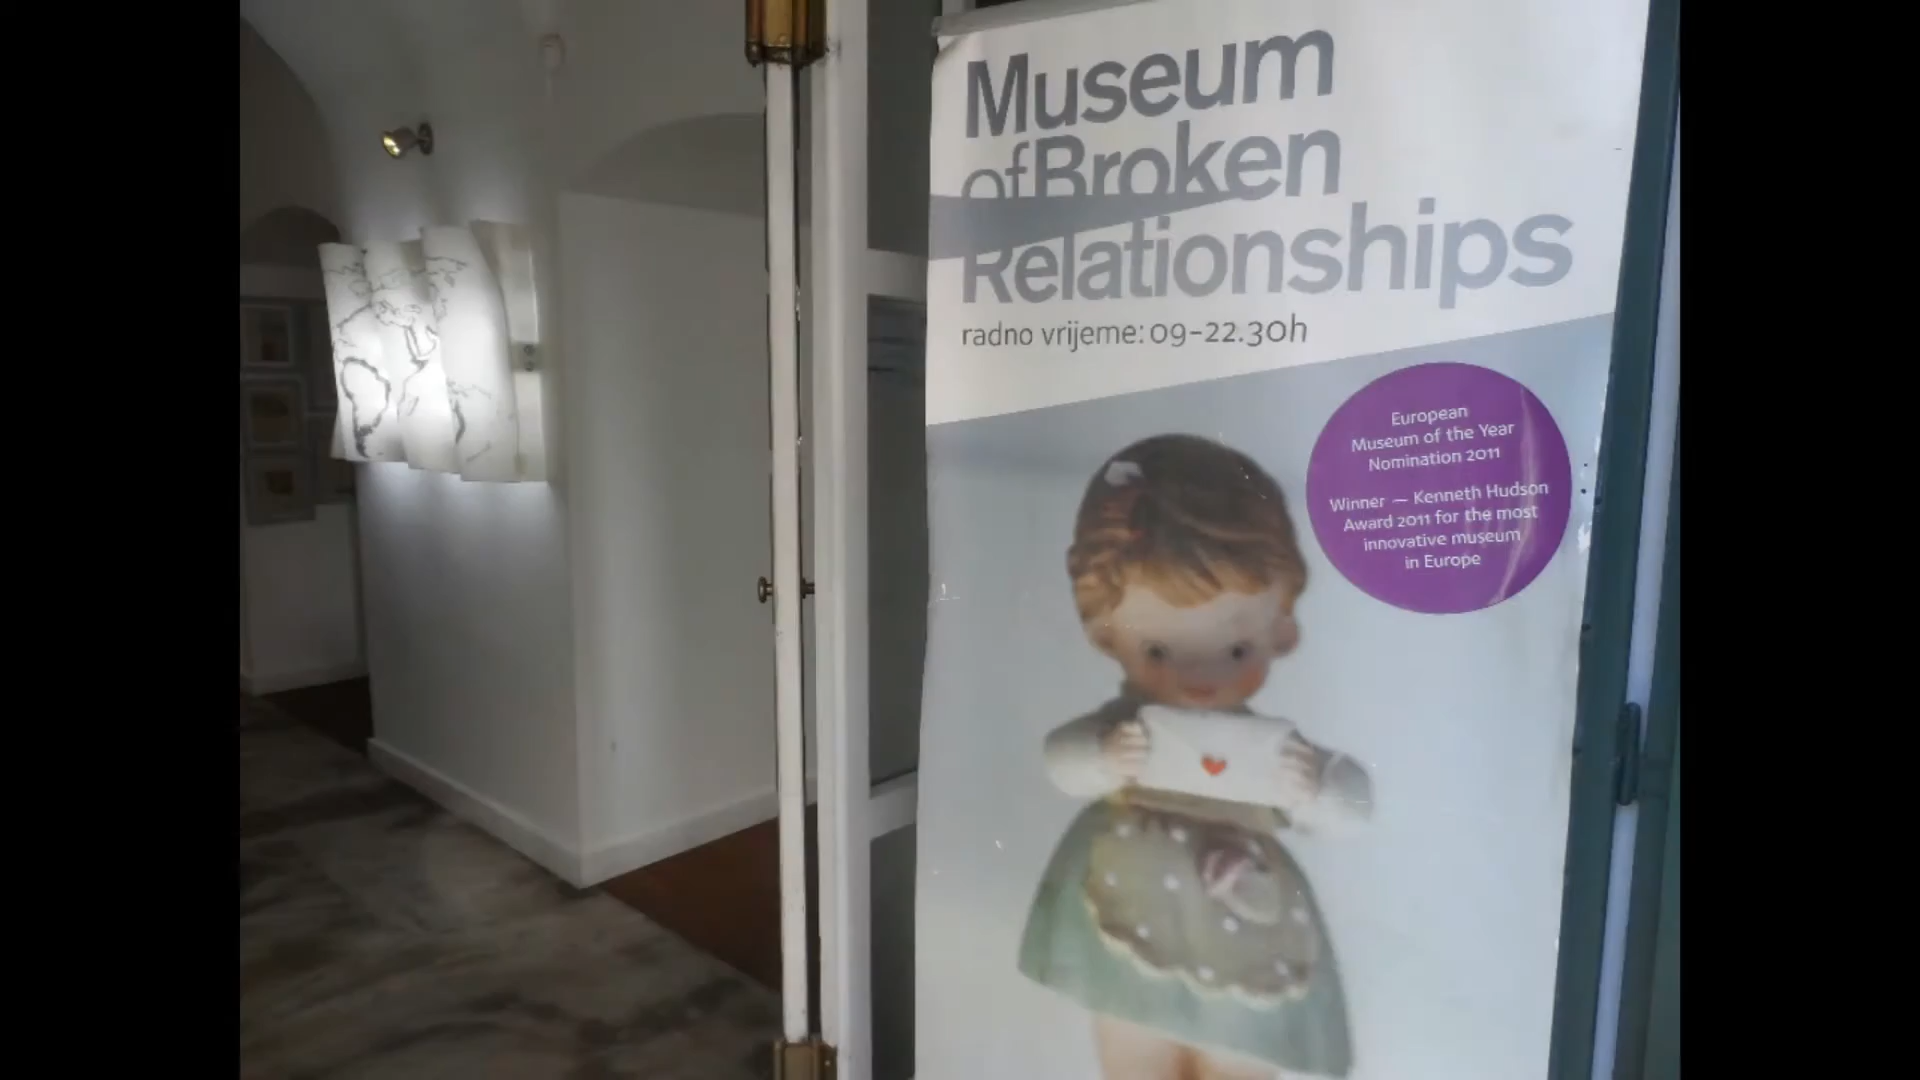 Museum
of Broken
Relationships
radno vrijeme: 09-22.30h
European
Museum of the Year
Nomination 2011
Winner — Kenneth Hudson
Award 2011 for the most
innovative museum
in Europe